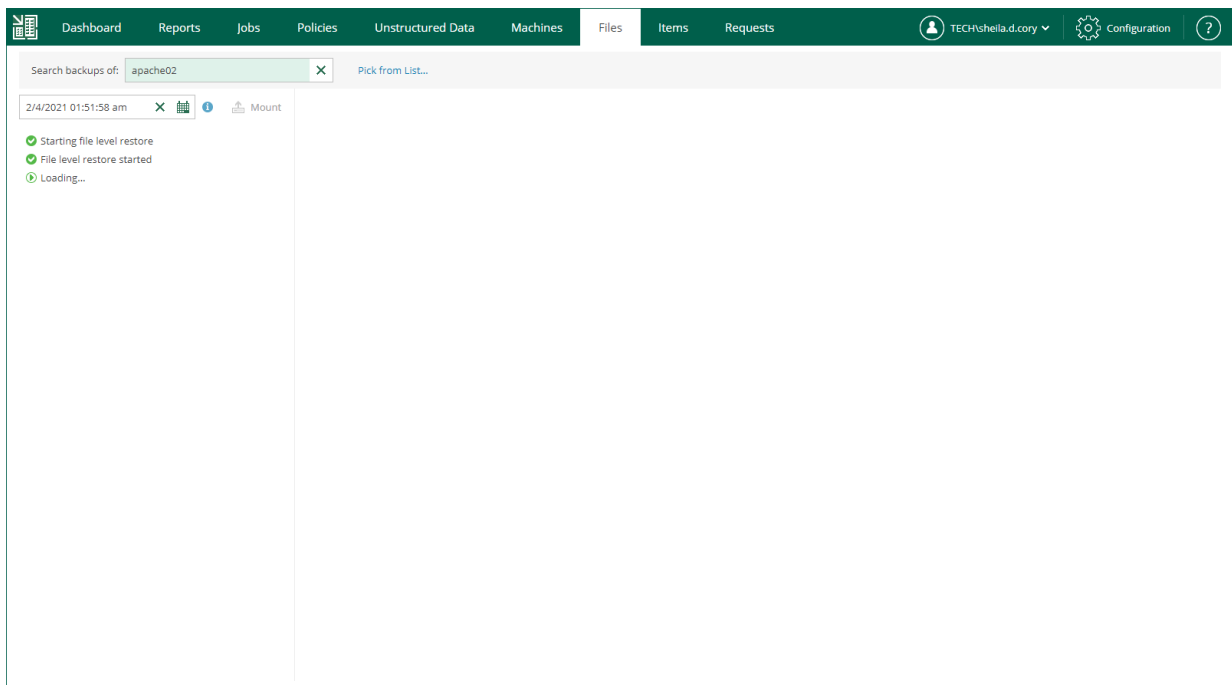 Dashboard Reports Jobs Policies Unstructured Data Machines Files Items Requests TECH\sheila.d.cory Configuration ?
Search backups of: apache02 Pick from List...
2/4/2021 01:51:58 am Mount
Starting file level restore
File level restore started
Loading...